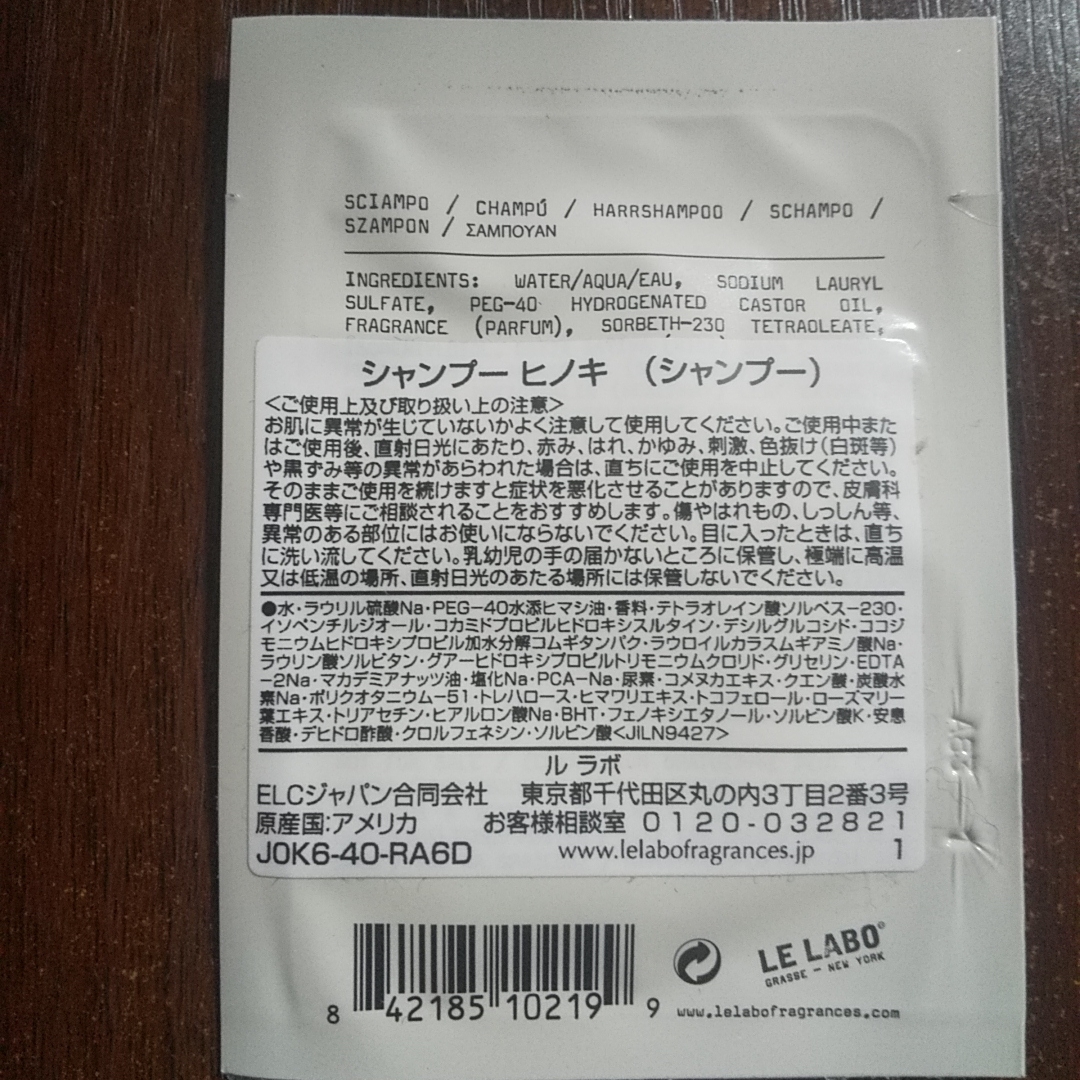 SCIAMPO / CHAMPÚ / HARRSHAMPOO / SCHAMPO /
SZAMPON / ΣΑΜΠΟΥΑΝ
INGREDIENTS: WATER/AQUA/EAU, SODIUM LAURYL
SULFATE, PEG-40 HYDROGENATED CASTOR OIL,
FRAGRANCE (PARFUM), SORBETH-230 TETRAOLEATE,
シャンプー ヒノキ (シャンプー)
<ご使用上及び取り扱い上の注意>
お肌に異常が生じていないかよく注意して使用してください。ご使用中また
はご使用後、直射日光にあたり、赤み、はれ、かゆみ、刺激、色抜け(白斑等)
や黒ずみ等の異常があらわれた場合は、直ちにご使用を中止してください。
そのままご使用を続けますと症状を悪化させることがありますので、皮膚科
専門医等にご相談されることをおすすめします。傷やはれもの、しっしん等、
異常のある部位にはお使いにならないでください。目に入ったときは、直ち
に洗い流してください。乳幼児の手の届かないところに保管し、極端に高温
又は低温の場所、直射日光のあたる場所には保管しないでください。
●水・ラウリル硫酸Na・PEG-40水添ヒマシ油・香料・テトラオレイン酸ソルベス-230・
イソペンチルジオール・コカミドプロピルヒドロキシスルタイン・デシルグルコシド・ココジ
モニウムヒドロキシプロピル加水分解コムギタンパク・ラウロイルカラスムギアミノ酸Na・
ラウリン酸ソルビタン・グアーヒドロキシプロピルトリモニウムクロリド・グリセリン・EDTA
-2Na・マカデミアナッツ油・塩化Na・PCA-Na・尿素・コメヌカエキス・クエン酸・炭酸水
素Na・ポリクオタニウム-51・トレハロース・ヒマワリエキス・トコフェロール・ローズマリー
葉エキス・トリアセチン・ヒアルロン酸Na・BHT・フェノキシエタノール・ソルビン酸K・安息
香酸・デヒドロ酢酸・クロルフェネシン・ソルビン酸<JILN9427>
ル ラボ
ELCジャパン合同会社 東京都千代田区丸の内3丁目2番3号
原産国:アメリカ お客様相談室 0120-032821
J0K6-40-RA6D www.lelabofragrances.jp 1
8 42185 10219 9
LE LABO®
GRASSE - NEW YORK
www.lelabofragrances.com